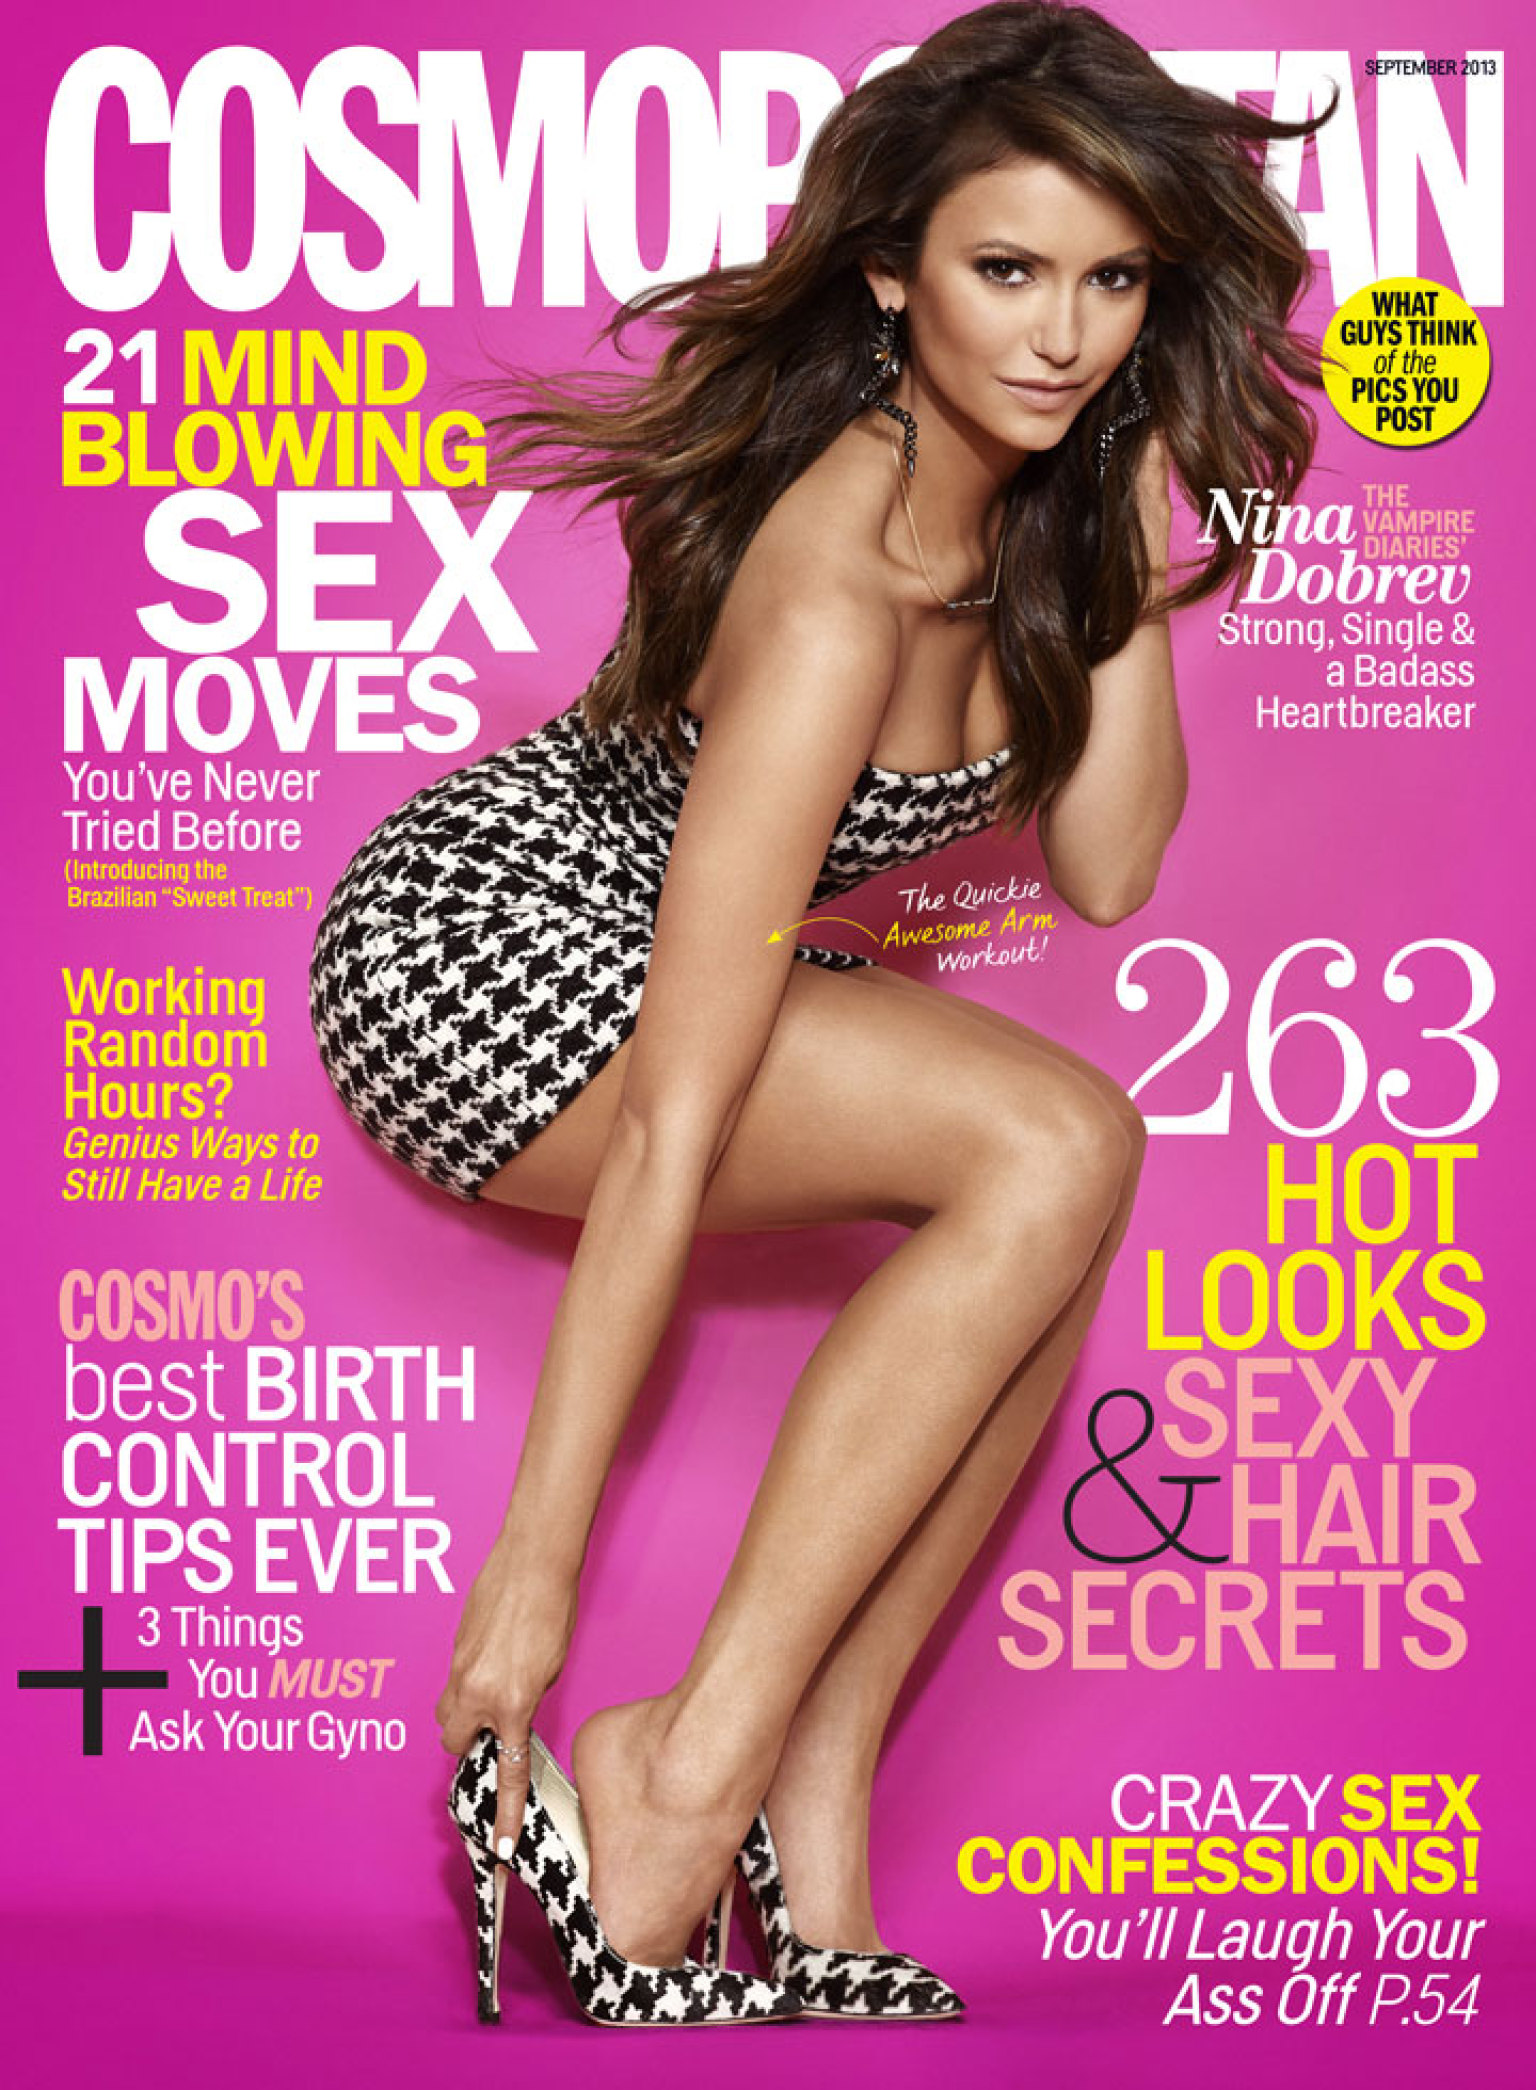 COSMOPOLITAN
SEPTEMBER 2013
21 MIND
BLOWING
SEX
MOVES
You've Never
Tried Before
(Introducing the
Brazilian “Sweet Treat”)
Working
Random
Hours?
Genius Ways to
Still Have a Life
COSMO'S
best BIRTH
CONTROL
TIPS EVER
+
3 Things
You MUST
Ask Your Gyno
WHAT
GUYS THINK
of the
PICS YOU
POST
THE
VAMPIRE
DIARIES'
Nina
Dobrev
Strong, Single &
a Badass
Heartbreaker
The Quickie
Awesome Arm
Workout!
263
HOT
LOOKS
& SEXY
HAIR
SECRETS
CRAZY SEX
CONFESSIONS!
You'll Laugh Your
Ass Off P.54